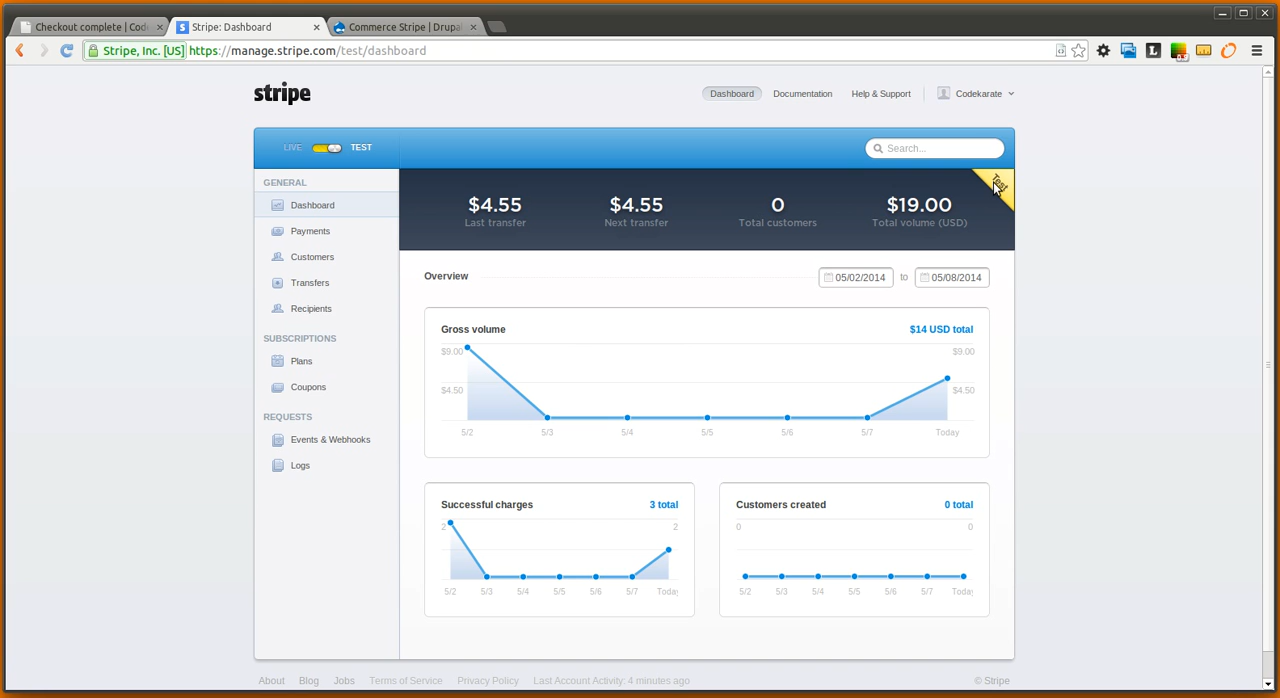 Checkout complete | Cod
Stripe: Dashboard
Commerce Stripe | Drupal
Stripe, Inc. [US] https://manage.stripe.com/test/dashboard
stripe
Dashboard
Documentation
Help & Support
Codekarate
LIVE
TEST
Search...
GENERAL
Dashboard
Payments
Customers
Transfers
Recipients
SUBSCRIPTIONS
Plans
Coupons
REQUESTS
Events & Webhooks
Logs
Test
$4.55
Last transfer
$4.55
Next transfer
0
Total customers
$19.00
Total volume (USD)
Overview
05/02/2014 to 05/08/2014
Gross volume
$14 USD total
$9.00 $9.00
$4.50 $4.50
5/2 5/3 5/4 5/5 5/6 5/7 Today
Successful charges
3 total
2 2
5/2 5/3 5/4 5/5 5/6 5/7 Today
Customers created
0 total
0 0
5/2 5/3 5/4 5/5 5/6 5/7 Today
About Blog Jobs Terms of Service Privacy Policy Last Account Activity: 4 minutes ago
© Stripe